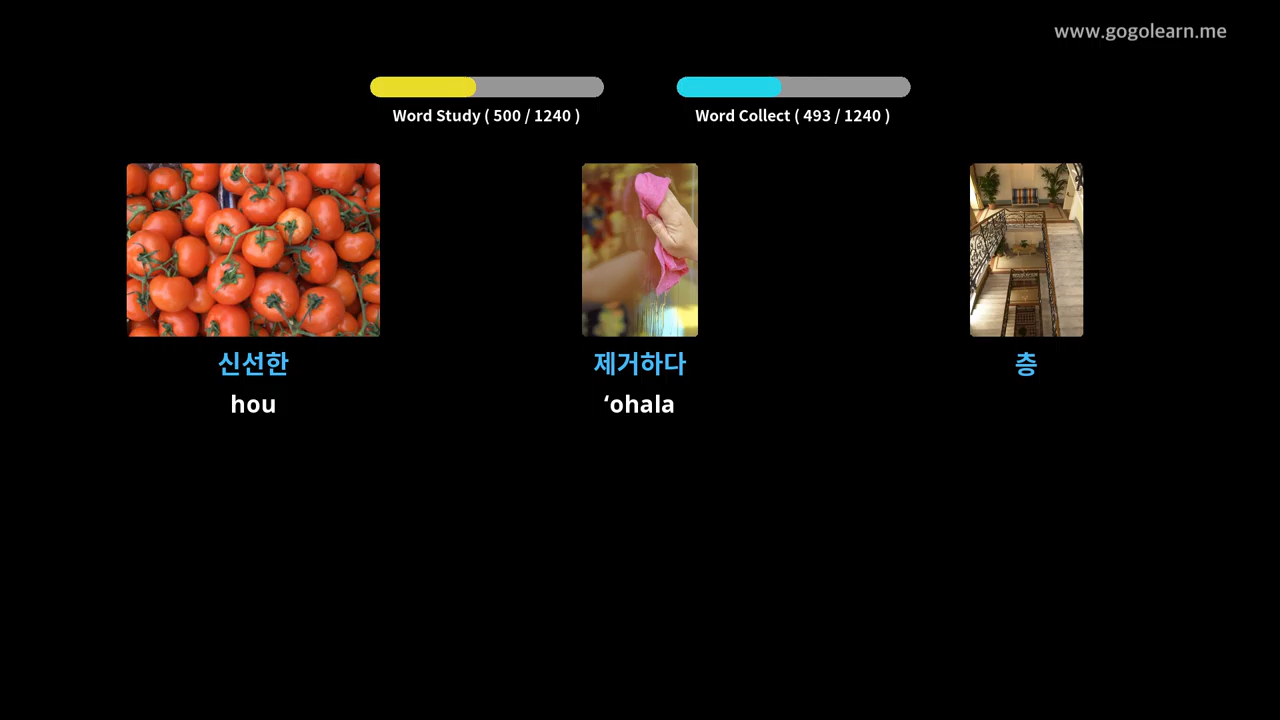 www.gogolearn.me
Word Study ( 500 / 1240 )
Word Collect ( 493 / 1240 )
신선한
제거하다
층
hou
ʻohala